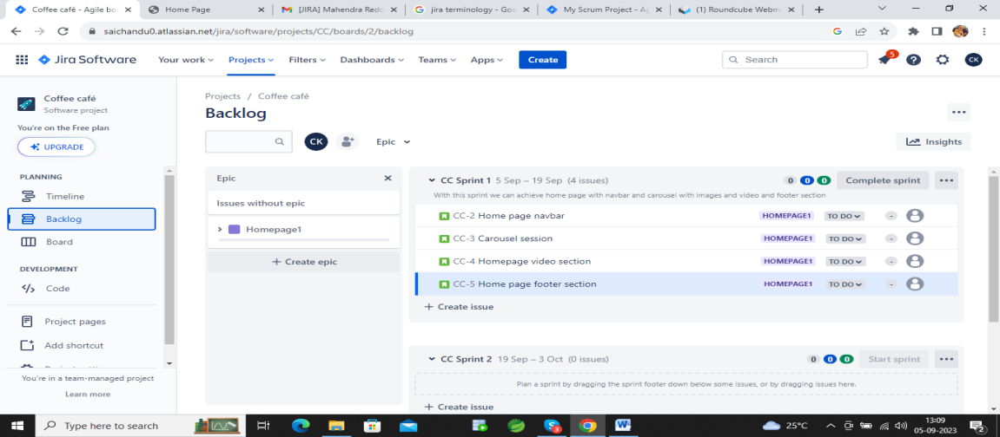 Coffee café - Agile bo
Home Page
[JIRA] Mahendra Redd
jira terminology - Goo
My Scrum Project - Ag
(1) Roundcube Webm
saichandu0.atlassian.net/jira/software/projects/CC/boards/2/backlog
Jira Software
Your work
Projects
Filters
Dashboards
Teams
Apps
Create
Search
5
CK
Coffee café
Software project
You're on the Free plan
UPGRADE
PLANNING
Timeline
Backlog
Board
DEVELOPMENT
Code
Project pages
Add shortcut
You're in a team-managed project
Learn more
Projects / Coffee café
Backlog
CK
Epic
Insights
Epic
Issues without epic
Homepage1
+ Create epic
CC Sprint 1 5 Sep – 19 Sep (4 issues) 0 0 0 Complete sprint
With this sprint we can achieve home page with navbar and carousel with images and video and footer section
CC-2 Home page navbar HOMEPAGE1 TO DO -
CC-3 Carousel session HOMEPAGE1 TO DO -
CC-4 Homepage video section HOMEPAGE1 TO DO -
CC-5 Home page footer section HOMEPAGE1 TO DO -
+ Create issue
CC Sprint 2 19 Sep – 3 Oct (0 issues) 0 0 0 Start sprint
Plan a sprint by dragging the sprint footer down below some issues, or by dragging issues here.
+ Create issue
Type here to search
25°C
13:09
05-09-2023
2